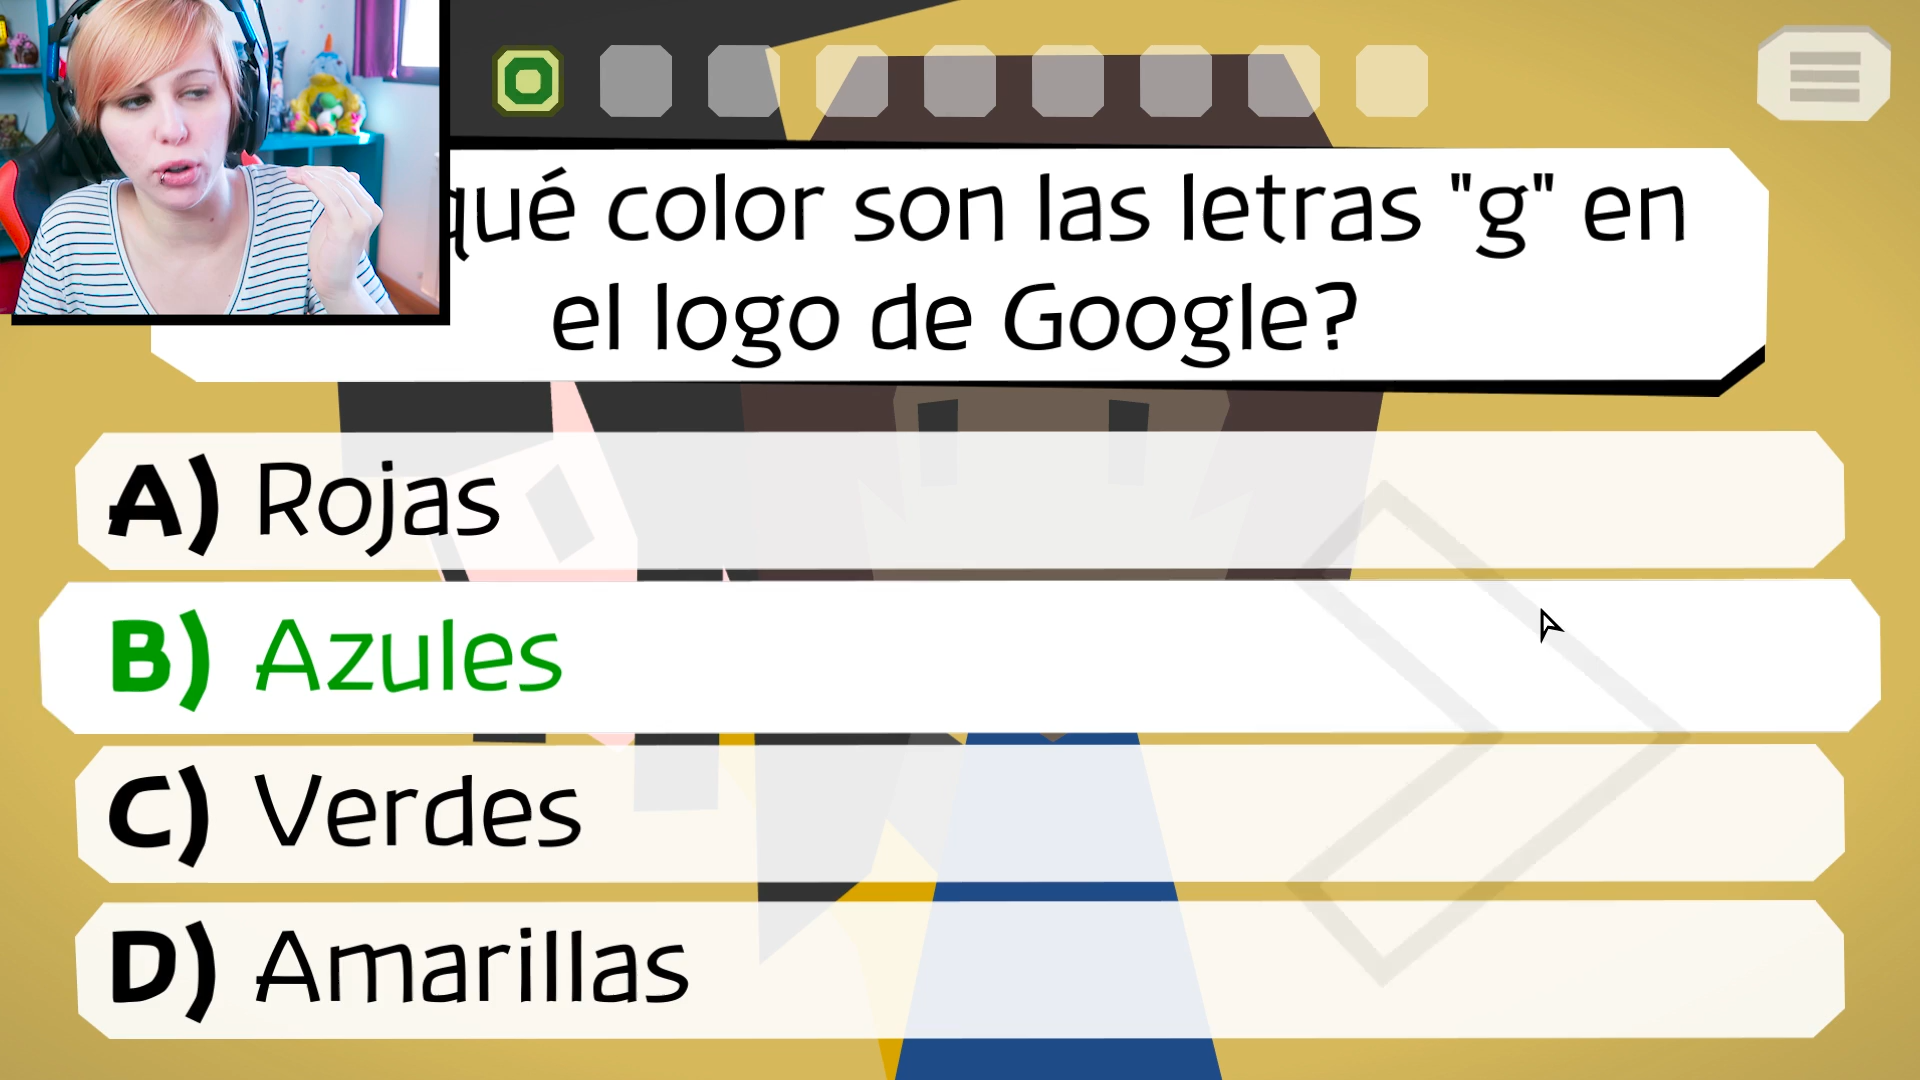 qué color son las letras "g" en
el logo de Google?
A) Rojas
B) Azules
C) Verdes
D) Amarillas